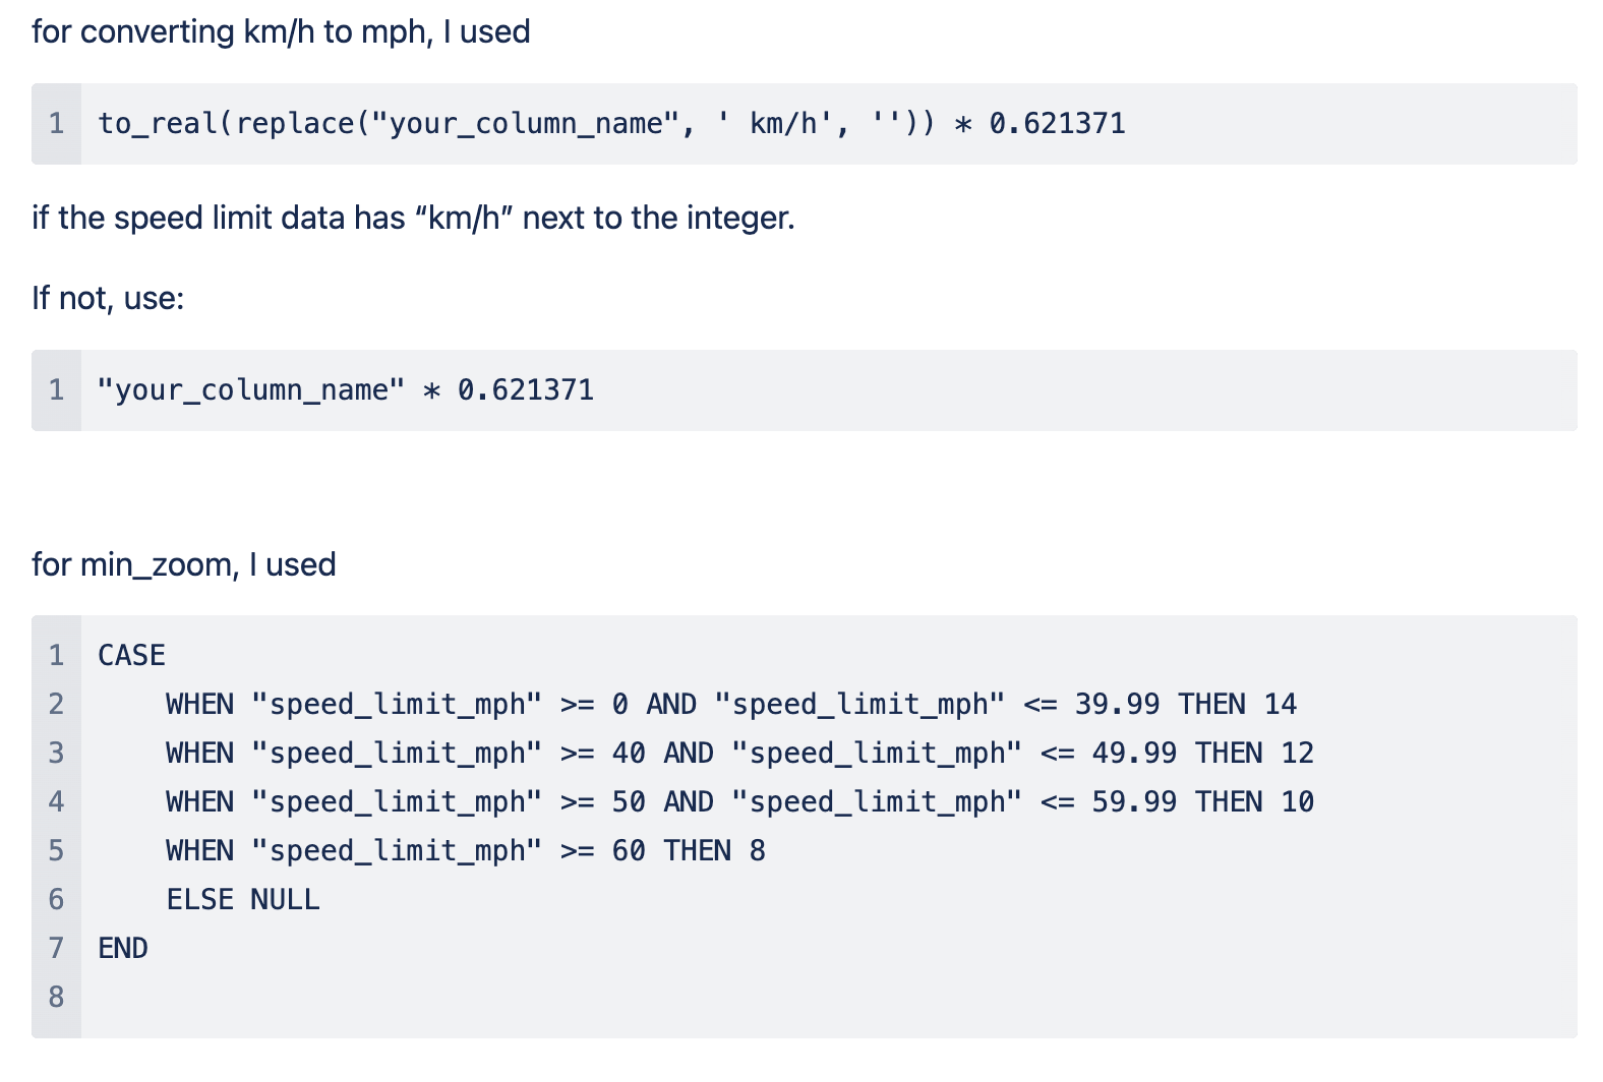 for converting km/h to mph, I used
1 to_real(replace("your_column_name", ' km/h', '')) * 0.621371
if the speed limit data has “km/h” next to the integer.
If not, use:
1 "your_column_name" * 0.621371
for min_zoom, I used
1 CASE
2     WHEN "speed_limit_mph" >= 0 AND "speed_limit_mph" <= 39.99 THEN 14
3     WHEN "speed_limit_mph" >= 40 AND "speed_limit_mph" <= 49.99 THEN 12
4     WHEN "speed_limit_mph" >= 50 AND "speed_limit_mph" <= 59.99 THEN 10
5     WHEN "speed_limit_mph" >= 60 THEN 8
6     ELSE NULL
7 END
8